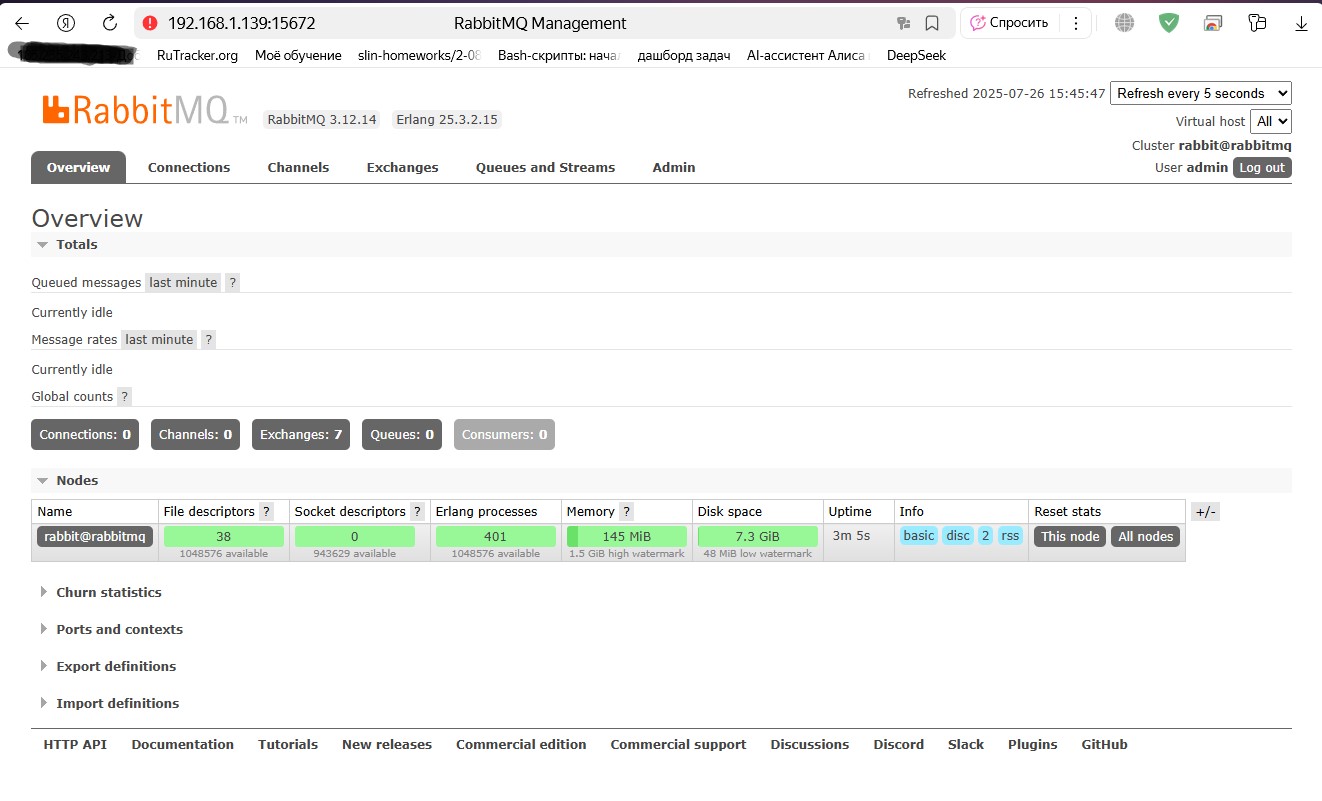 192.168.1.139:15672 RabbitMQ Management Спросить
RuTracker.org Моё обучение slin-homeworks/2-08 Bash-скрипты: нача дашборд задач AI-ассистент Алиса DeepSeek
Refreshed 2025-07-26 15:45:47 Refresh every 5 seconds
RabbitMQ TM RabbitMQ 3.12.14 Erlang 25.3.2.15
Virtual host All
Cluster rabbit@rabbitmq
User admin Log out
Overview Connections Channels Exchanges Queues and Streams Admin
Overview
Totals
Queued messages last minute ?
Currently idle
Message rates last minute ?
Currently idle
Global counts ?
Connections: 0 Channels: 0 Exchanges: 7 Queues: 0 Consumers: 0
Nodes
Name File descriptors ? Socket descriptors ? Erlang processes Memory ? Disk space Uptime Info Reset stats +/-
rabbit@rabbitmq 38 0 401 145 MiB 7.3 GiB 3m 5s basic disc 2 rss This node All nodes
1048576 available 943629 available 1048576 available 1.5 GiB high watermark 48 MiB low watermark
Churn statistics
Ports and contexts
Export definitions
Import definitions
HTTP API Documentation Tutorials New releases Commercial edition Commercial support Discussions Discord Slack Plugins GitHub